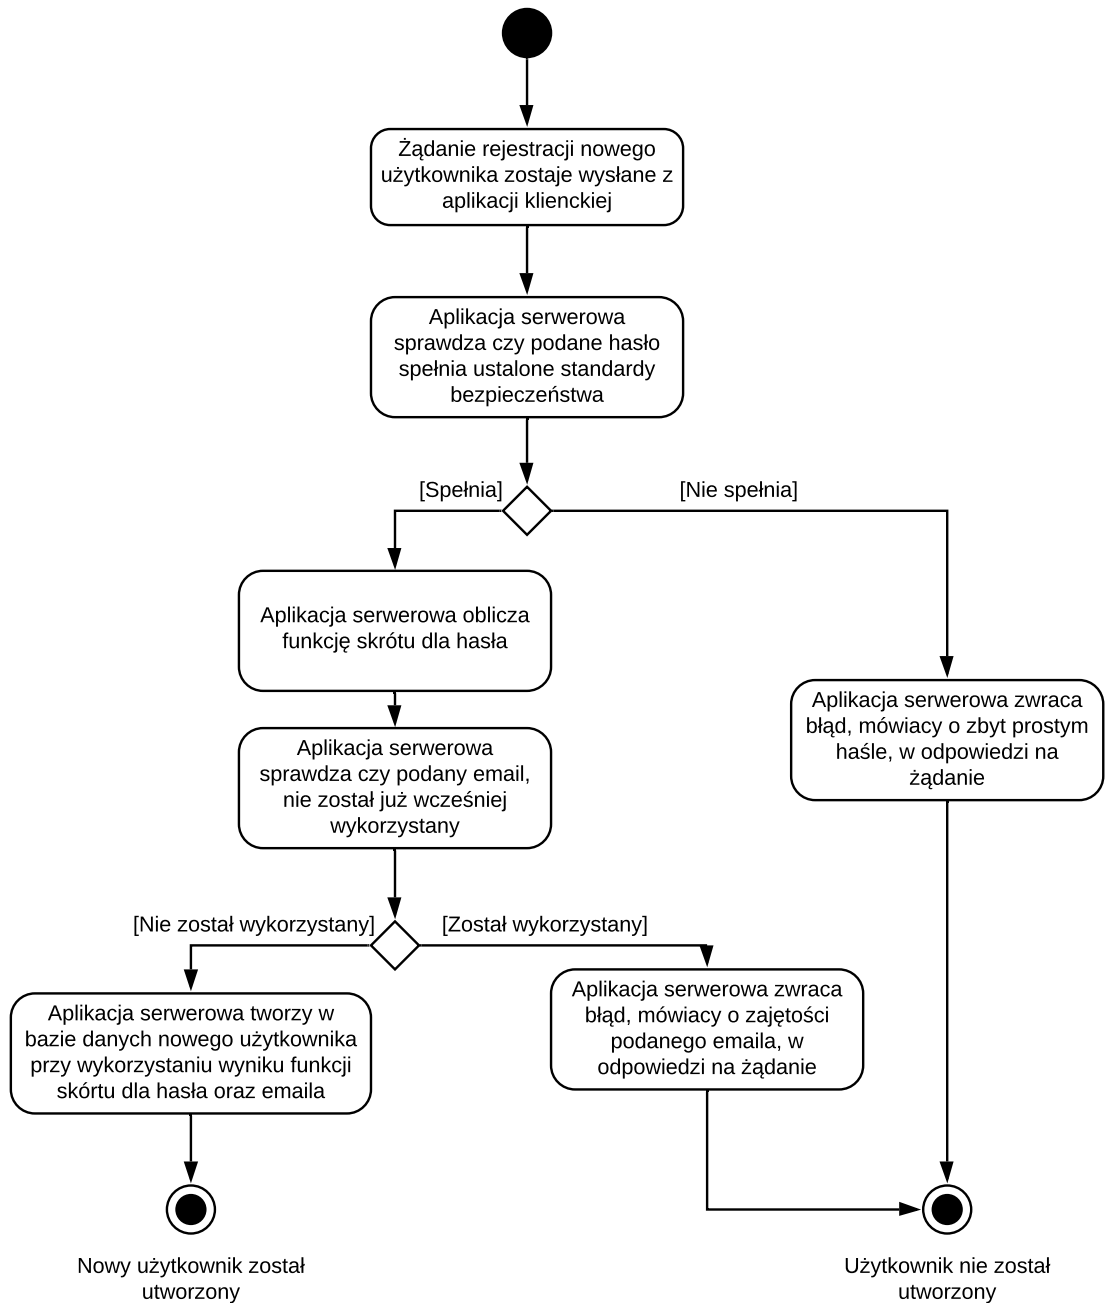 Żądanie rejestracji nowego
użytkownika zostaje wysłane z
aplikacji klienckiej
Aplikacja serwerowa
sprawdza czy podane hasło
spełnia ustalone standardy
bezpieczeństwa
[Spełnia]
[Nie spełnia]
Aplikacja serwerowa oblicza
funkcję skrótu dla hasła
Aplikacja serwerowa zwraca
błąd, mówiacy o zbyt prostym
haśle, w odpowiedzi na
żądanie
Aplikacja serwerowa
sprawdza czy podany email,
nie został już wcześniej
wykorzystany
[Nie został wykorzystany]
[Został wykorzystany]
Aplikacja serwerowa tworzy w
bazie danych nowego użytkownika
przy wykorzystaniu wyniku funkcji
skórtu dla hasła oraz emaila
Aplikacja serwerowa zwraca
błąd, mówiacy o zajętości
podanego emaila, w
odpowiedzi na żądanie
Nowy użytkownik został
utworzony
Użytkownik nie został
utworzony